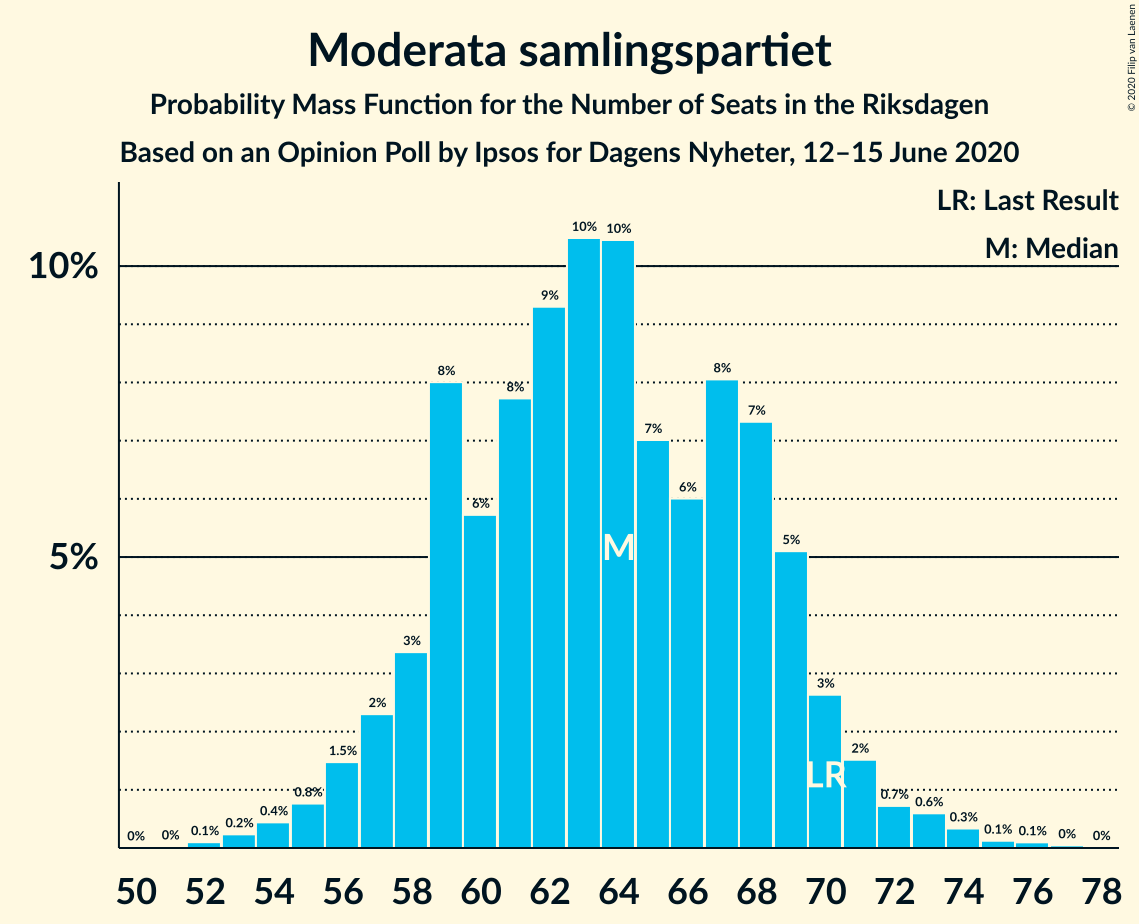 Moderata samlingspartiet
Probability Mass Function for the Number of Seats in the Riksdagen
Based on an Opinion Poll by Ipsos for Dagens Nyheter, 12–15 June 2020
© 2020 Filip van Laenen
LR: Last Result
M: Median
10%
5%
0% 0% 0.1% 0.2% 0.4% 0.8% 1.5% 2% 3% 8% 6% 8% 9% 10% 10% 7% 6% 8% 7% 5% 3% 2% 0.7% 0.6% 0.3% 0.1% 0.1% 0% 0%
M
LR
50 52 54 56 58 60 62 64 66 68 70 72 74 76 78